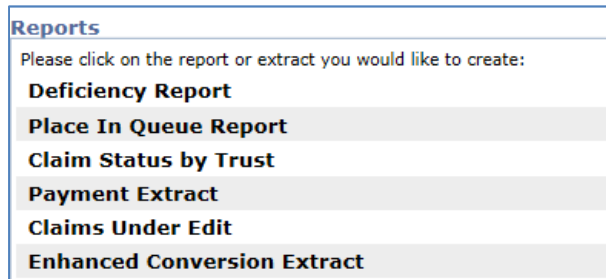 Reports
Please click on the report or extract you would like to create:
Deficiency Report
Place In Queue Report
Claim Status by Trust
Payment Extract
Claims Under Edit
Enhanced Conversion Extract